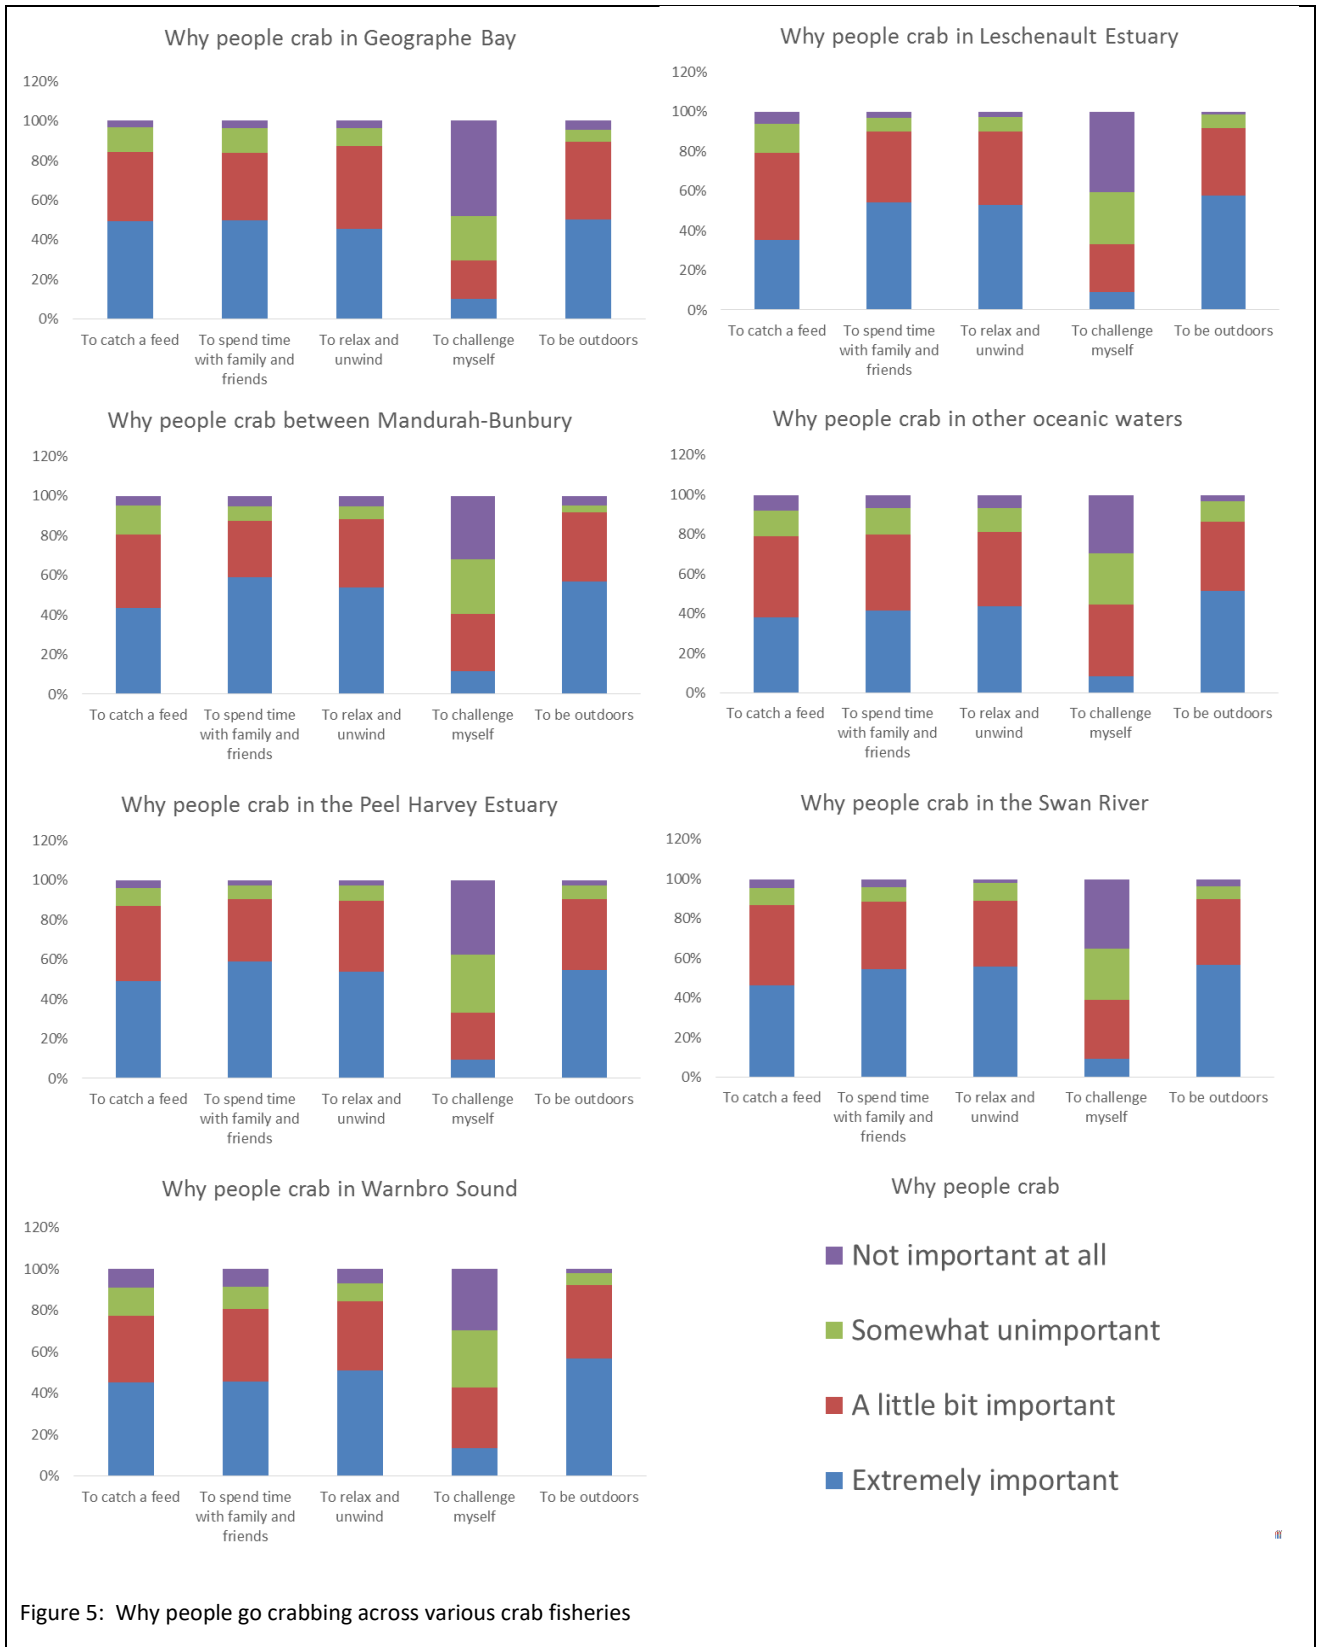 Why people crab in Geographe Bay
120%
100%
80%
60%
40%
20%
0%
To catch a feed
To spend time
with family and
friends
To relax and
unwind
To challenge
myself
To be outdoors
Why people crab in Leschenault Estuary
120%
100%
80%
60%
40%
20%
0%
To catch a feed
To spend time
with family and
friends
To relax and
unwind
To challenge
myself
To be outdoors
Why people crab between Mandurah-Bunbury
120%
100%
80%
60%
40%
20%
0%
To catch a feed
To spend time
with family and
friends
To relax and
unwind
To challenge
myself
To be outdoors
Why people crab in other oceanic waters
120%
100%
80%
60%
40%
20%
0%
To catch a feed
To spend time
with family and
friends
To relax and
unwind
To challenge
myself
To be outdoors
Why people crab in the Peel Harvey Estuary
120%
100%
80%
60%
40%
20%
0%
To catch a feed
To spend time
with family and
friends
To relax and
unwind
To challenge
myself
To be outdoors
Why people crab in the Swan River
120%
100%
80%
60%
40%
20%
0%
To catch a feed
To spend time
with family and
friends
To relax and
unwind
To challenge
myself
To be outdoors
Why people crab in Warnbro Sound
120%
100%
80%
60%
40%
20%
0%
To catch a feed
To spend time
with family and
friends
To relax and
unwind
To challenge
myself
To be outdoors
Why people crab
Not important at all
Somewhat unimportant
A little bit important
Extremely important
Figure 5: Why people go crabbing across various crab fisheries